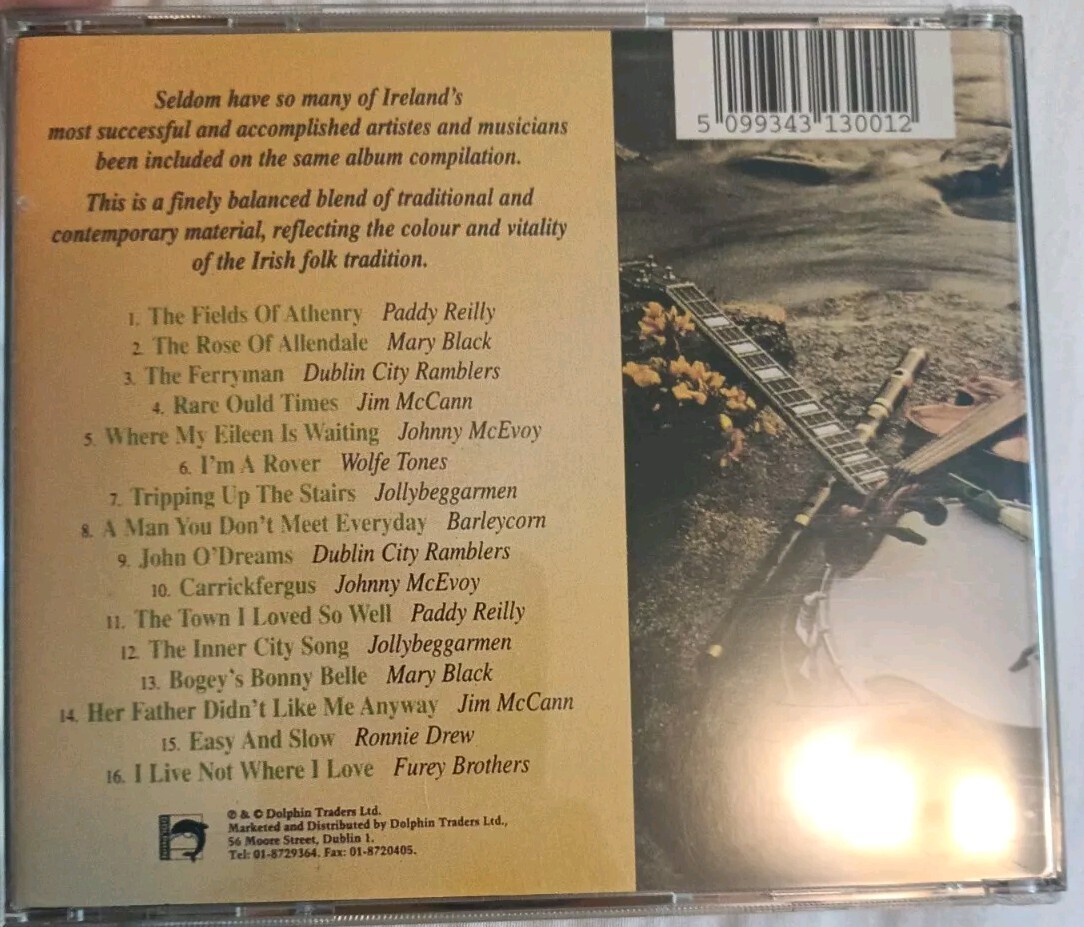 Seldom have so many of Ireland's
most successful and accomplished artistes and musicians
been included on the same album compilation.
This is a finely balanced blend of traditional and
contemporary material, reflecting the colour and vitality
of the Irish folk tradition.
1. The Fields Of Athenry Paddy Reilly
2. The Rose Of Allendale Mary Black
3. The Ferryman Dublin City Ramblers
4. Rare Ould Times Jim McCann
5. Where My Eileen Is Waiting Johnny McEvoy
6. I'm A Rover Wolfe Tones
7. Tripping Up The Stairs Jollybeggarmen
8. A Man You Don't Meet Everyday Barleycorn
9. John O'Dreams Dublin City Ramblers
10. Carrickfergus Johnny McEvoy
11. The Town I Loved So Well Paddy Reilly
12. The Inner City Song Jollybeggarmen
13. Bogey's Bonny Belle Mary Black
14. Her Father Didn't Like Me Anyway Jim McCann
15. Easy And Slow Ronnie Drew
16. I Live Not Where I Love Furey Brothers
℗ & © Dolphin Traders Ltd.
Marketed and Distributed by Dolphin Traders Ltd.,
56 Moore Street, Dublin 1.
Tel: 01-8729364. Fax: 01-8720405.
5 099343 130012